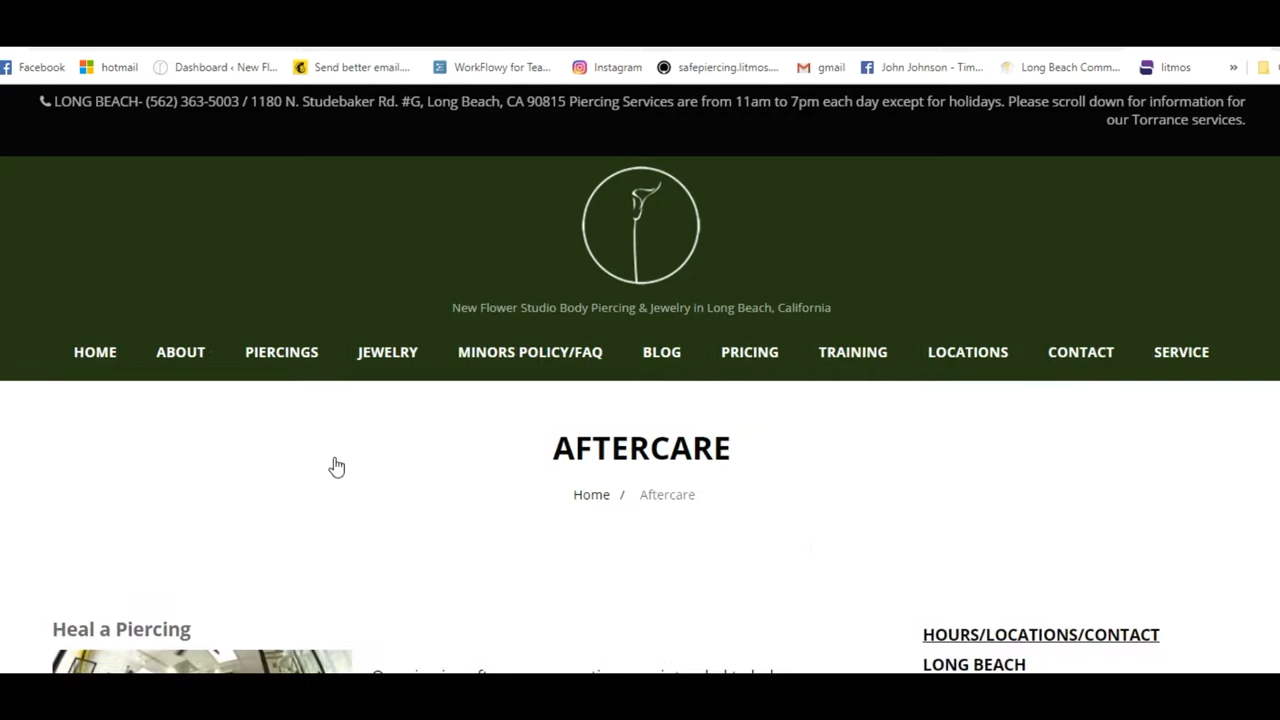 Facebook hotmail Dashboard ‹ New Fl... Send better email.... WorkFlowy for Tea... Instagram safepiercing.litmos.... gmail John Johnson - Tim... Long Beach Comm... litmos »
LONG BEACH- (562) 363-5003 / 1180 N. Studebaker Rd. #G, Long Beach, CA 90815 Piercing Services are from 11am to 7pm each day except for holidays. Please scroll down for information for
our Torrance services.
New Flower Studio Body Piercing & Jewelry in Long Beach, California
HOME ABOUT PIERCINGS JEWELRY MINORS POLICY/FAQ BLOG PRICING TRAINING LOCATIONS CONTACT SERVICE
AFTERCARE
Home / Aftercare
Heal a Piercing
HOURS/LOCATIONS/CONTACT
LONG BEACH